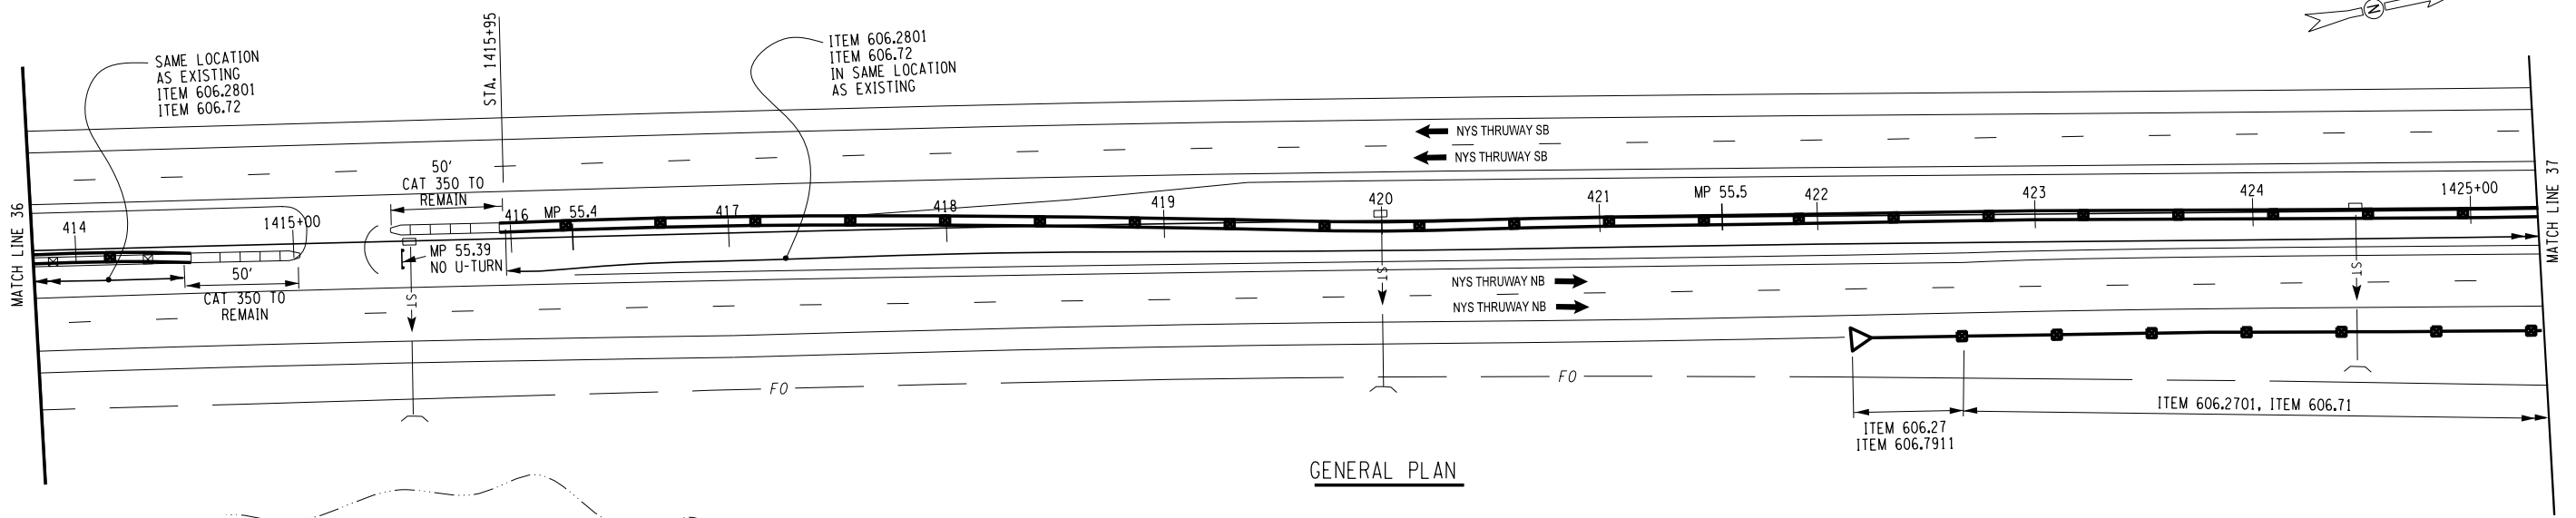 N
SAME LOCATION
AS EXISTING
ITEM 606.2801
ITEM 606.72
STA. 1415+95
ITEM 606.2801
ITEM 606.72
IN SAME LOCATION
AS EXISTING
NYS THRUWAY SB
NYS THRUWAY SB
MATCH LINE 36
MATCH LINE 37
50'
CAT 350 TO
REMAIN
414
1415+00
416
MP 55.4
417
418
419
420
421
MP 55.5
422
423
424
1425+00
MP 55.39
NO U-TURN
50'
CAT 350 TO
REMAIN
ST
ST
ST
NYS THRUWAY NB
NYS THRUWAY NB
FO
FO
ITEM 606.2701, ITEM 606.71
ITEM 606.27
ITEM 606.7911
GENERAL PLAN